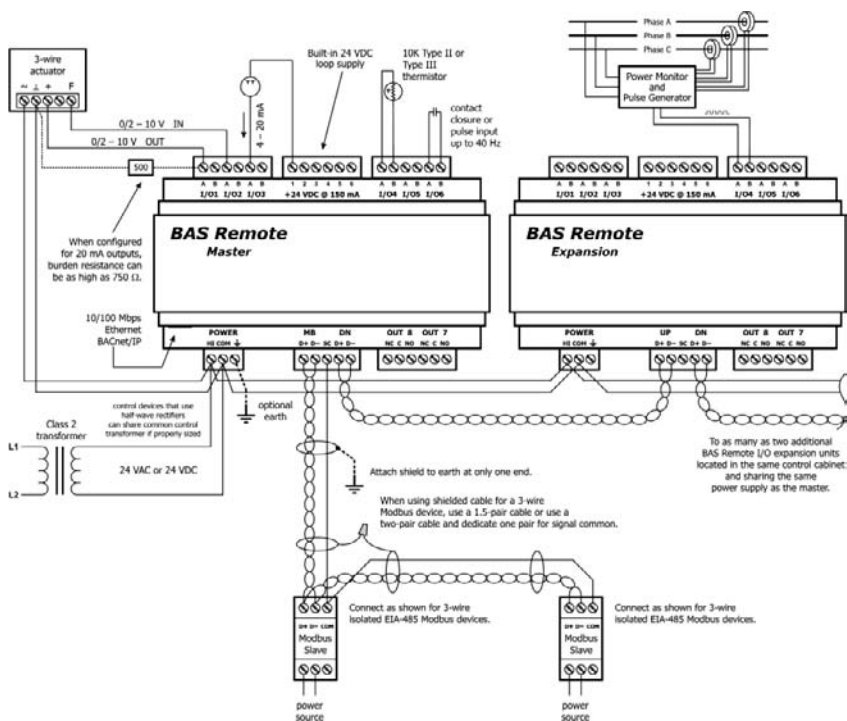 3-wire
actuator
~ ⊥ + F
0/2 – 10 V IN
0/2 – 10 V OUT
500
4 – 20 mA
Built-in 24 VDC
loop supply
10K Type II or
Type III
thermistor
contact
closure or
pulse input
up to 40 Hz
Phase A
Phase B
Phase C
Power Monitor
and
Pulse Generator
A B A B A B
I/O1 I/O2 I/O3
1 2 3 4 5 6
+24 VDC @ 150 mA
A B A B A B
I/O4 I/O5 I/O6
A B A B A B
I/O1 I/O2 I/O3
1 2 3 4 5 6
+24 VDC @ 150 mA
A B A B A B
I/O4 I/O5 I/O6
When configured
for 20 mA outputs,
burden resistance can
be as high as 750 Ω.
BAS Remote
Master
BAS Remote
Expansion
10/100 Mbps
Ethernet
BACnet/IP
POWER
HI COM
MB DN
D+ D– SC D+ D–
OUT 8 OUT 7
NC C NO NC C NO
POWER
HI COM
UP DN
D+ D– SC D+ D–
OUT 8 OUT 7
NC C NO NC C NO
optional
earth
control devices that use
half-wave rectifiers
can share common control
transformer if properly sized
Class 2
transformer
L1
L2
24 VAC or 24 VDC
To as many as two additional
BAS Remote I/O expansion units
located in the same control cabinet
and sharing the same
power supply as the master.
Attach shield to earth at only one end.
When using shielded cable for a 3-wire
Modbus device, use a 1.5-pair cable or use a
two-pair cable and dedicate one pair for signal common.
D+ D– COM
Modbus
Slave
power
source
Connect as shown for 3-wire
isolated EIA-485 Modbus devices.
D+ D– COM
Modbus
Slave
power
source
Connect as shown for 3-wire
isolated EIA-485 Modbus devices.